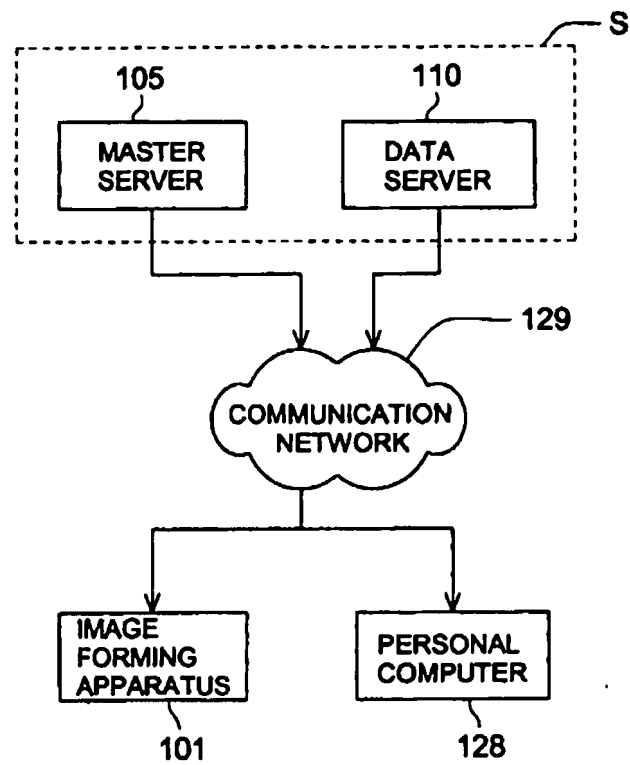 S
105
110
MASTER
SERVER
DATA
SERVER
129
COMMUNICATION
NETWORK
IMAGE
FORMING
APPARATUS
PERSONAL
COMPUTER
101
128